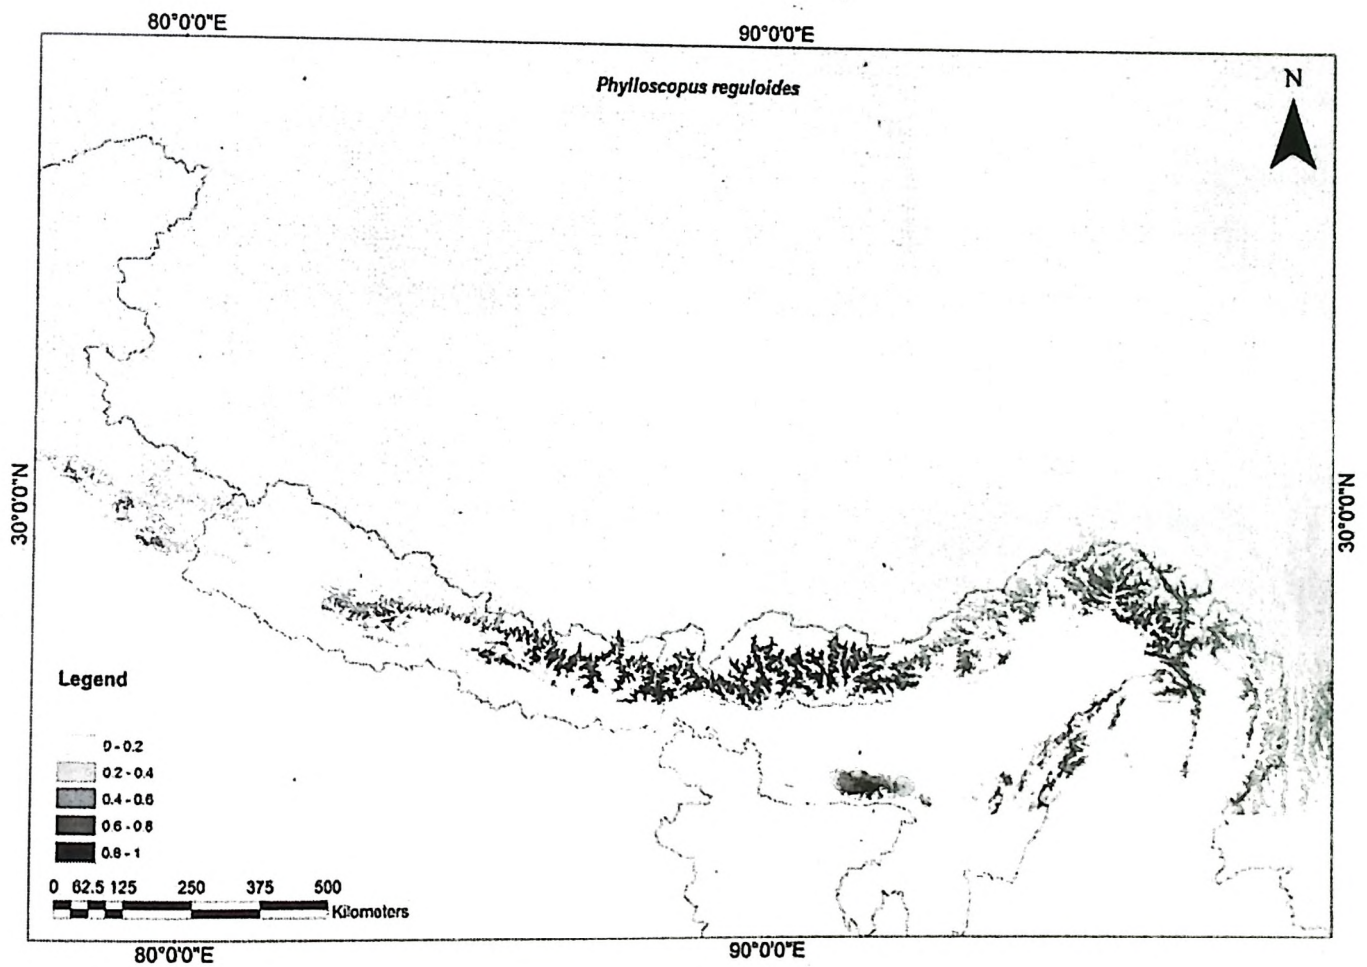 80°0'0"E
90°0'0"E
Phylloscopus reguloides
N
30°0'0"N
30°0'0"N
Legend
0 - 0.2
0.2 - 0.4
0.4 - 0.6
0.6 - 0.8
0.8 - 1
0 62.5 125 250 375 500
Kilometers
80°0'0"E
90°0'0"E